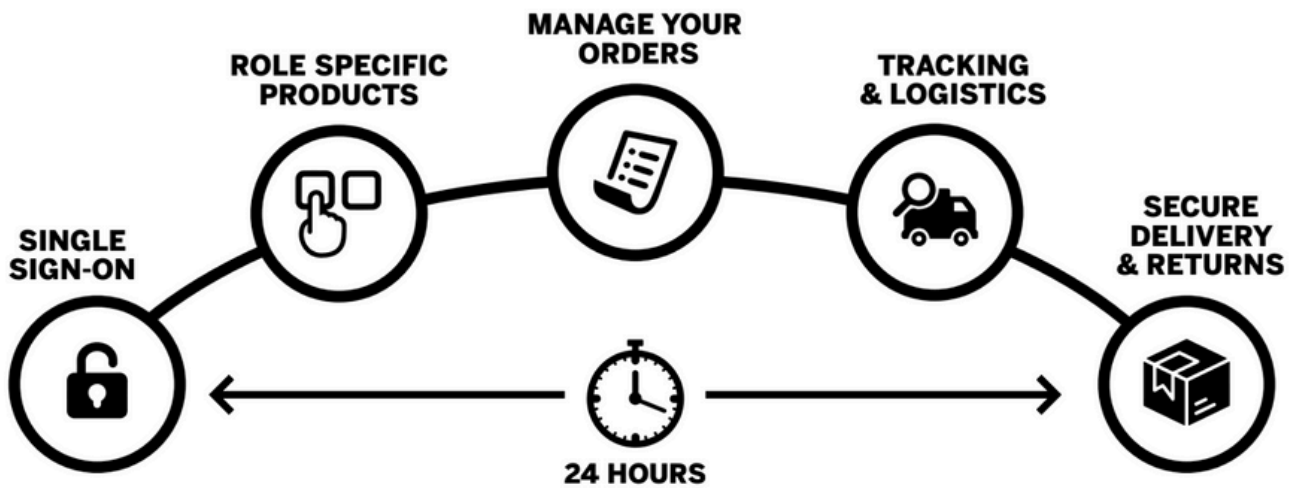 SINGLE
SIGN-ON
ROLE SPECIFIC
PRODUCTS
MANAGE YOUR
ORDERS
TRACKING
& LOGISTICS
SECURE
DELIVERY
& RETURNS
24 HOURS